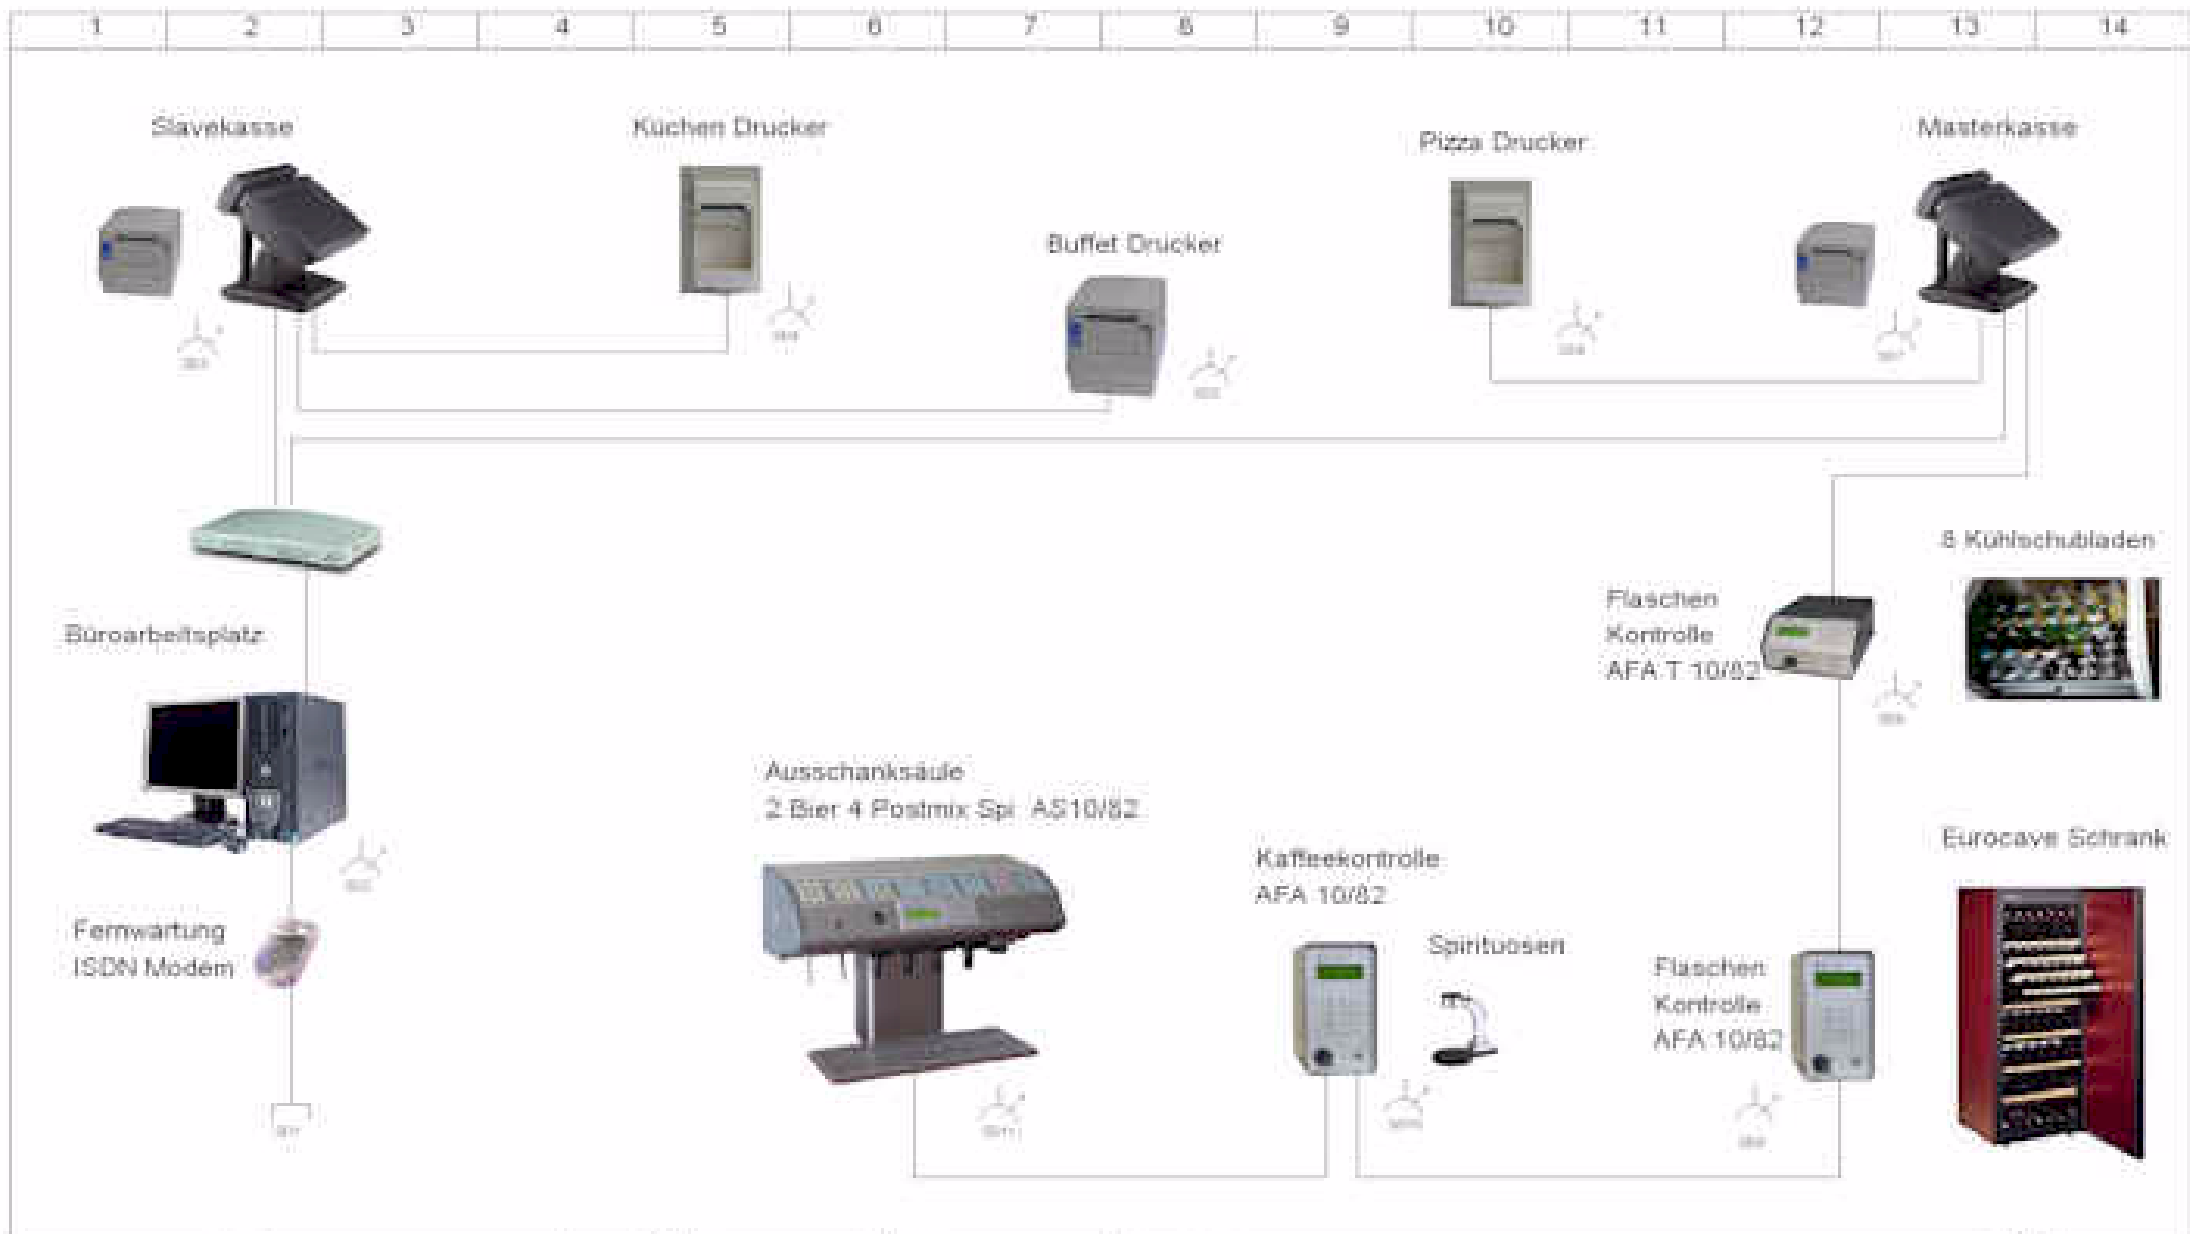 1 2 3 4 5 6 7 8 9 10 11 12 13 14
Slavekasse
Küchen Drucker
Pizza Drucker
Masterkasse
Buffet Drucker
8 Kühlschubladen
Flaschen
Kontrolle
AFA T 10/82
Büroarbeitsplatz
Ausschanksäule
2 Bier 4 Postmix Spi AS10/82
Eurocave Schrank
Kaffeekontrolle
AFA 10/82
Fernwartung
ISDN Modem
Spirituosen
Flaschen
Kontrolle
AFA 10/82